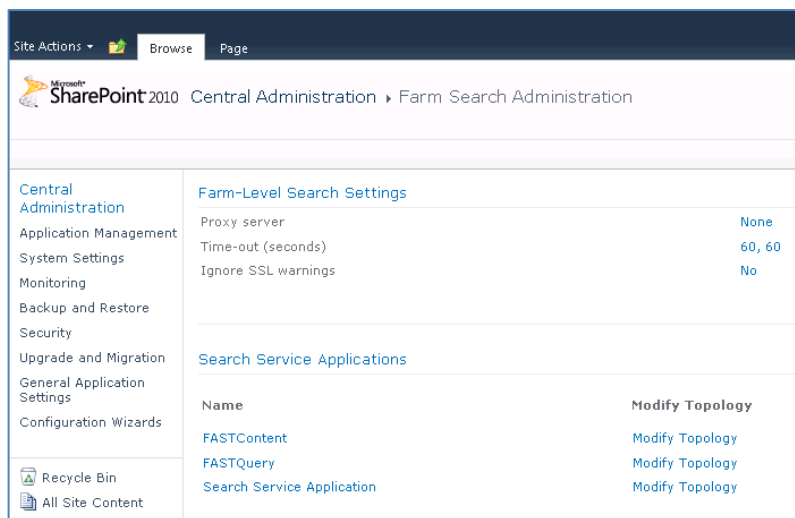 Site Actions Browse Page
Microsoft
SharePoint 2010 Central Administration Farm Search Administration
Central
Administration
Application Management
System Settings
Monitoring
Backup and Restore
Security
Upgrade and Migration
General Application
Settings
Configuration Wizards
Recycle Bin
All Site Content
Farm-Level Search Settings
Proxy server None
Time-out (seconds) 60, 60
Ignore SSL warnings No
Search Service Applications
Name Modify Topology
FASTContent Modify Topology
FASTQuery Modify Topology
Search Service Application Modify Topology